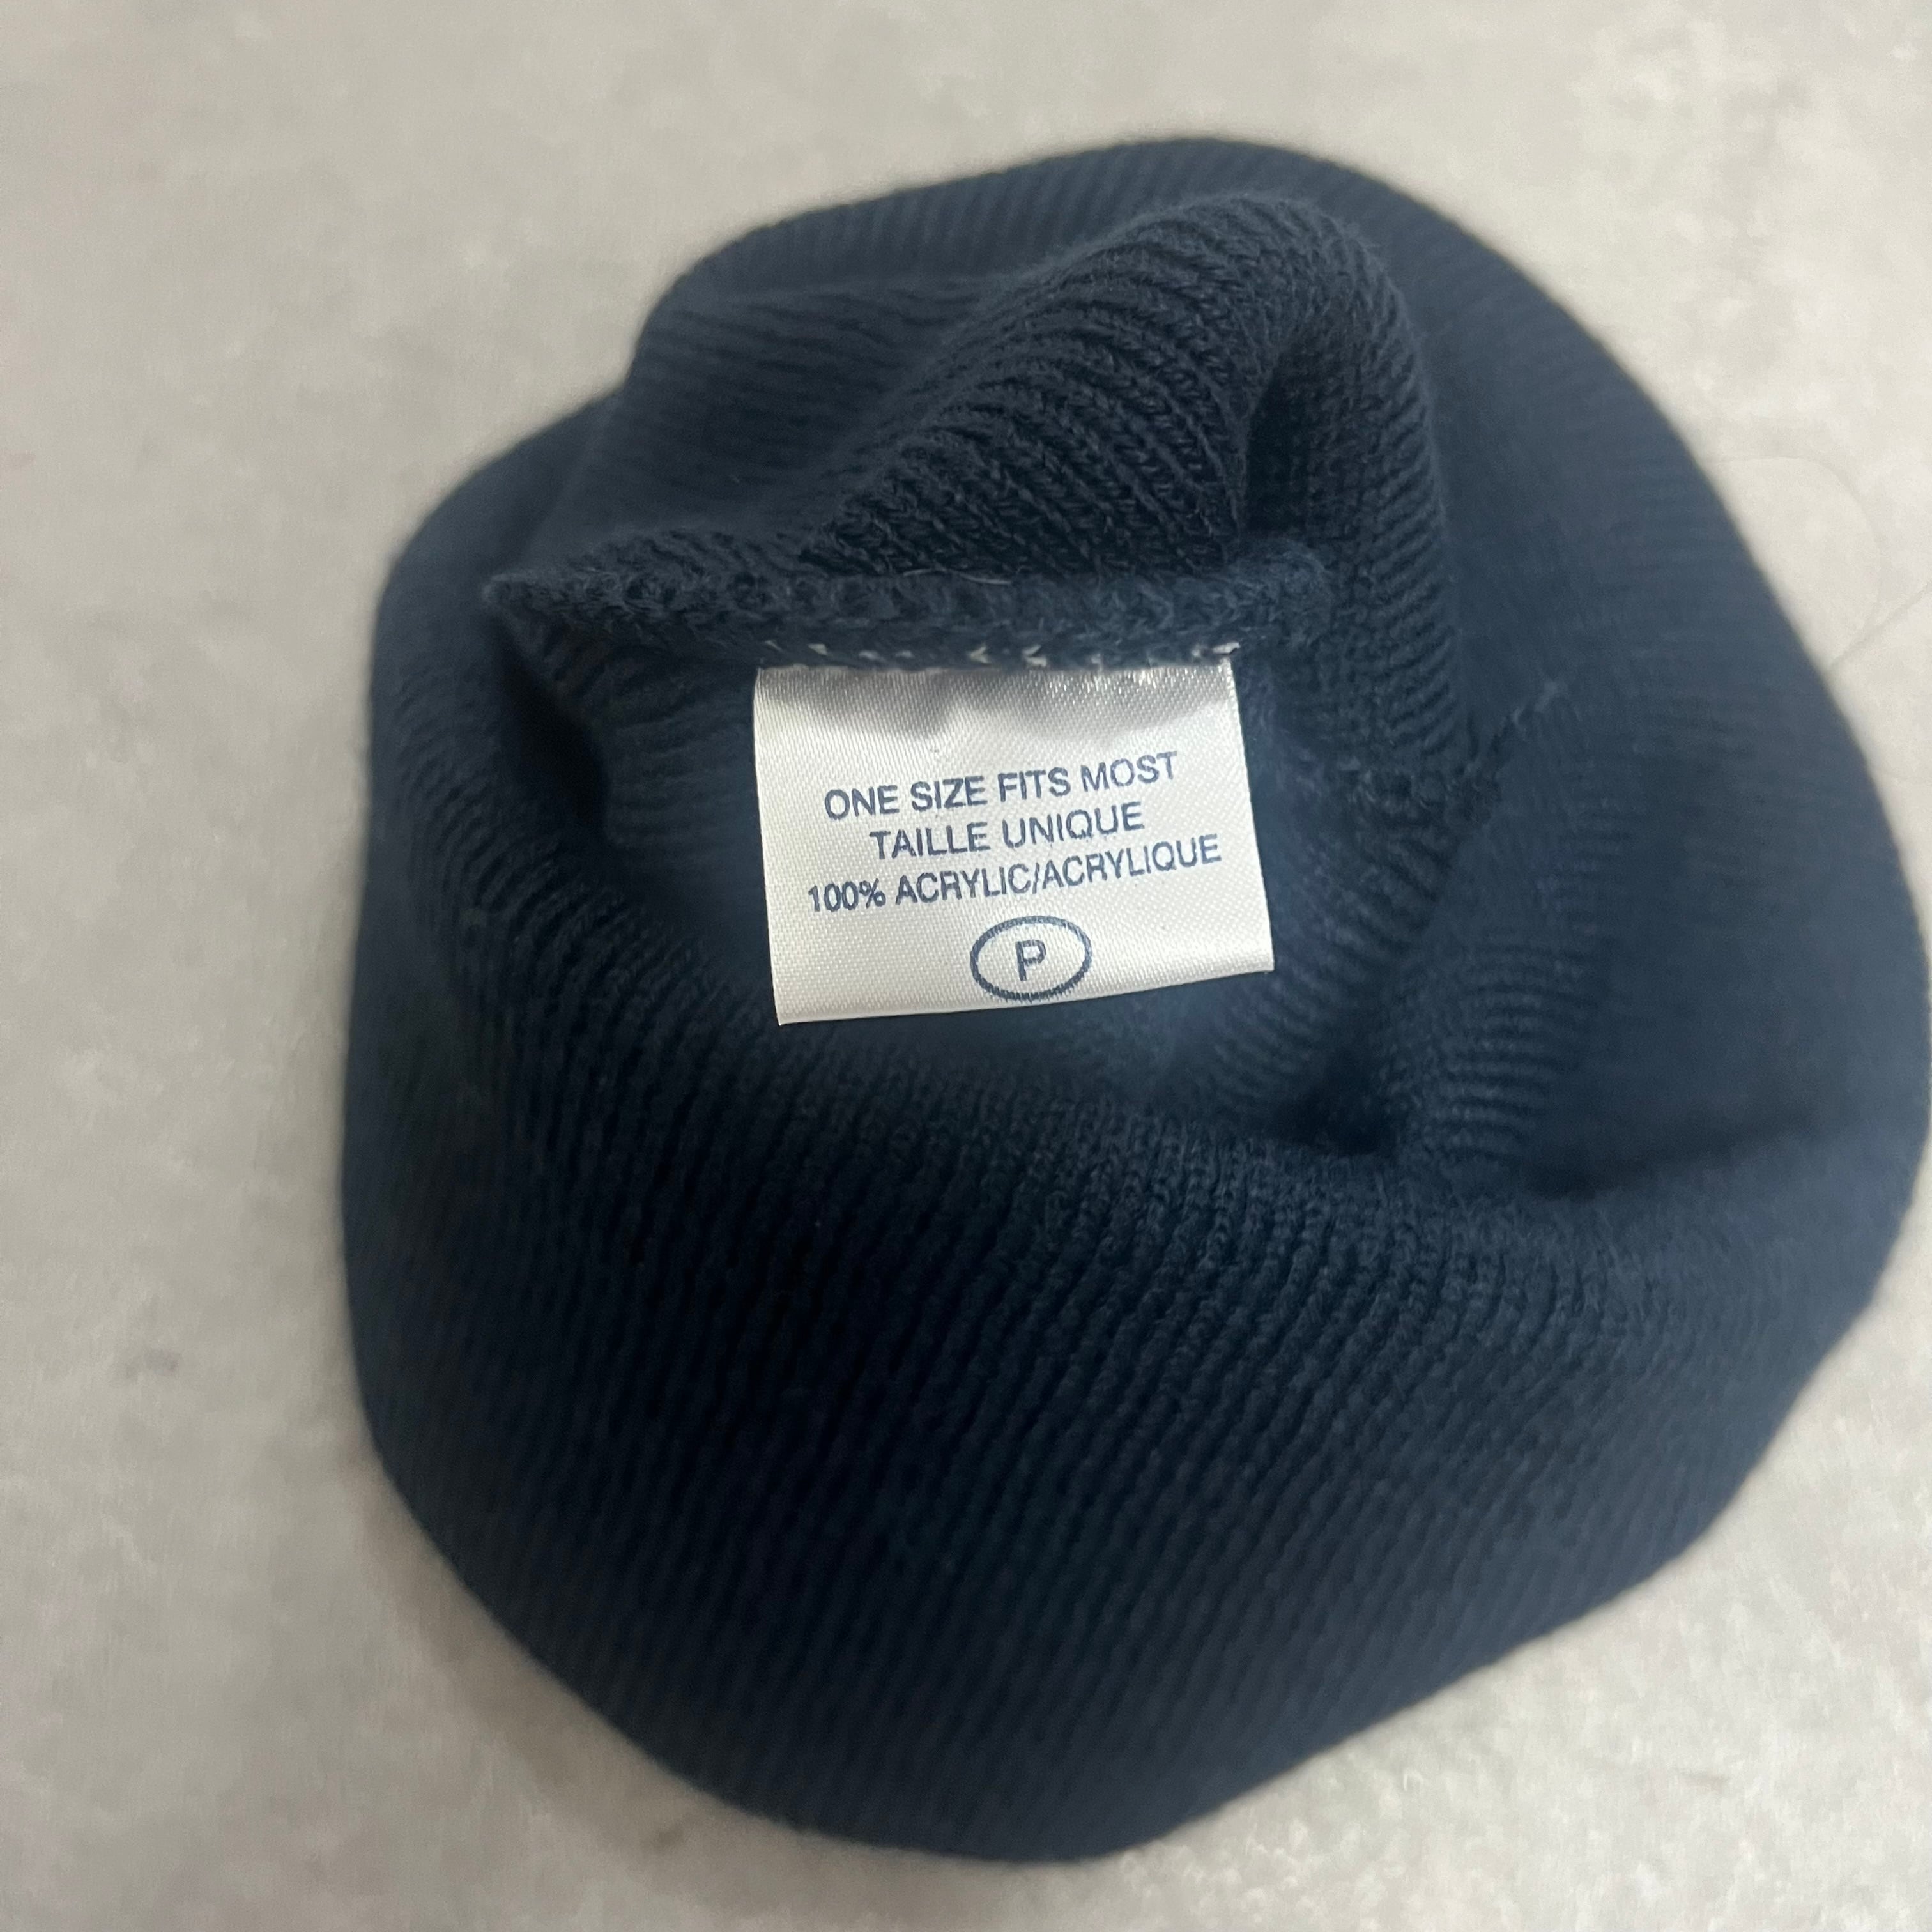 ONE SIZE FITS MOST
TAILLE UNIQUE
100% ACRYLIC/ACRYLIQUE
P